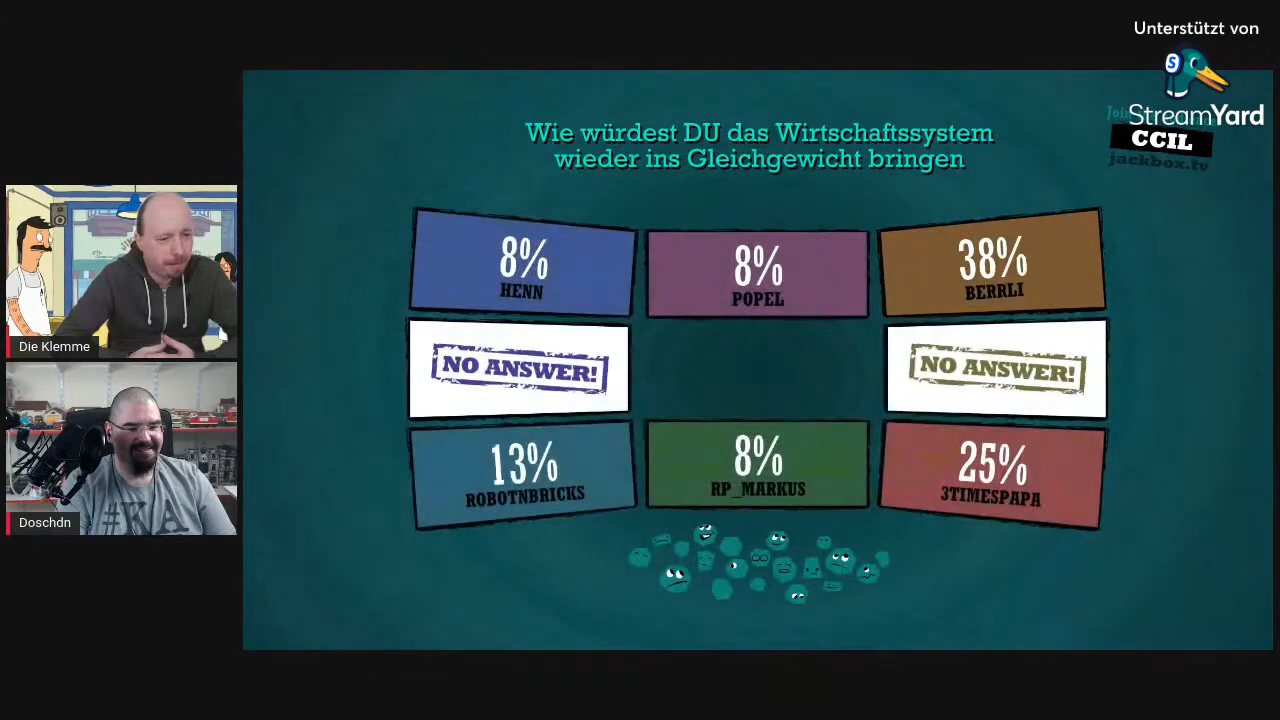 Unterstützt von
S
StreamYard
CCIL
jackbox.tv
Wie würdest DU das Wirtschaftssystem
wieder ins Gleichgewicht bringen
8%
HENN
8%
POPEL
38%
BERRLI
NO ANSWER!
NO ANSWER!
13%
ROBOTNBRICKS
8%
RP_MARKUS
25%
3TIMESPAPA
Die Klemme
#KA
Doschdn